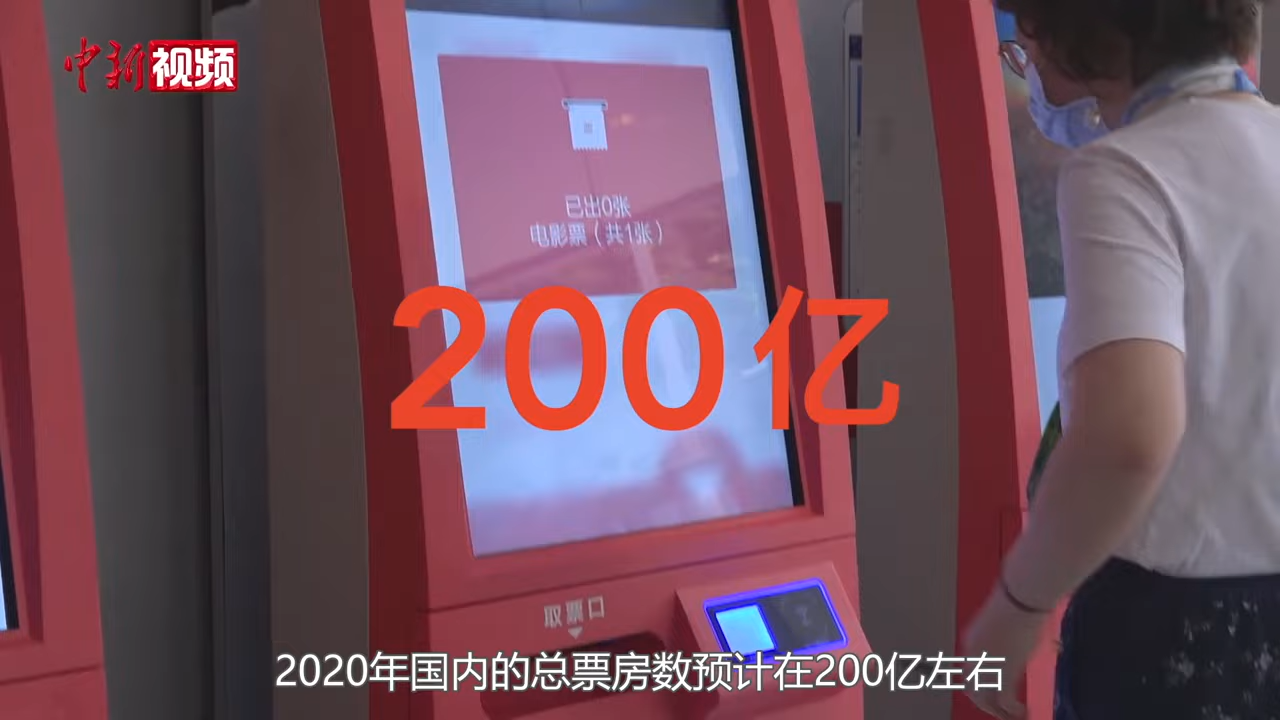 中新视频
已出0张
电影票（共1张）
200亿
取票口
2020年国内的总票房数预计在200亿左右